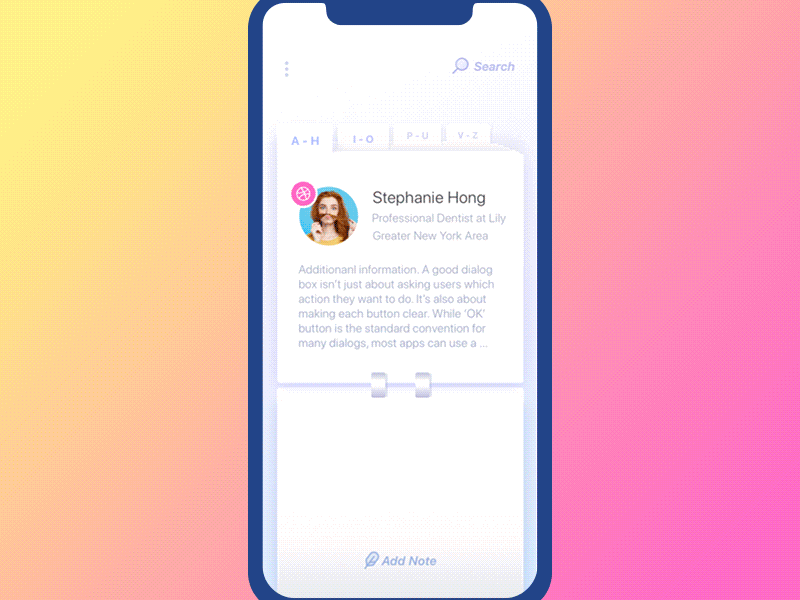 Search
A - H
I - O
P - U
V - Z
Stephanie Hong
Professional Dentist at Lily
Greater New York Area
Additionanl information. A good dialog
box isn't just about asking users which
action they want to do. It's also about
making each button clear. While 'OK'
button is the standard convention for
many dialogs, most apps can use a ...
Add Note